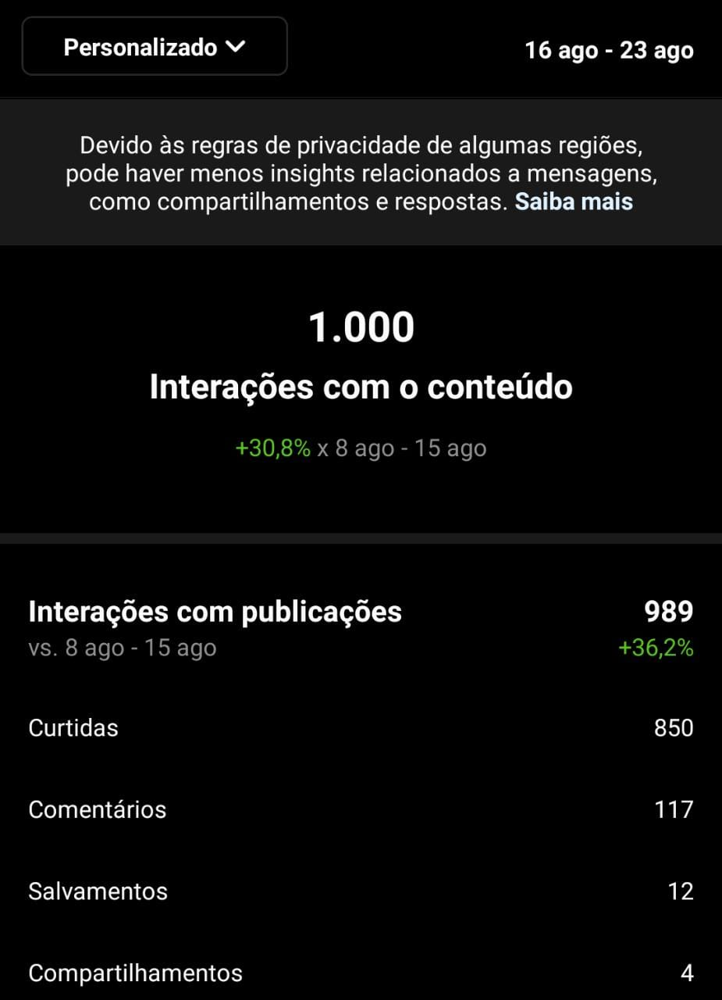 Personalizado
16 ago - 23 ago
Devido às regras de privacidade de algumas regiões,
pode haver menos insights relacionados a mensagens,
como compartilhamentos e respostas. Saiba mais
1.000
Interações com o conteúdo
+30,8% x 8 ago - 15 ago
Interações com publicações 989
vs. 8 ago - 15 ago +36,2%
Curtidas 850
Comentários 117
Salvamentos 12
Compartilhamentos 4